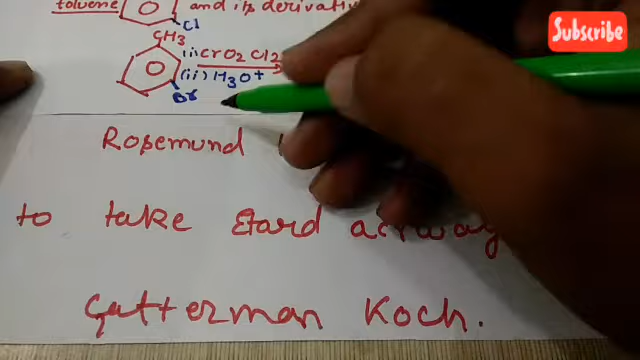 toluene and its derivati
Cl
CH3
(i) CrO2Cl2
(ii) H3O+
Br
Rosemund
to take Etard away
Gatterman Koch.
Subscribe